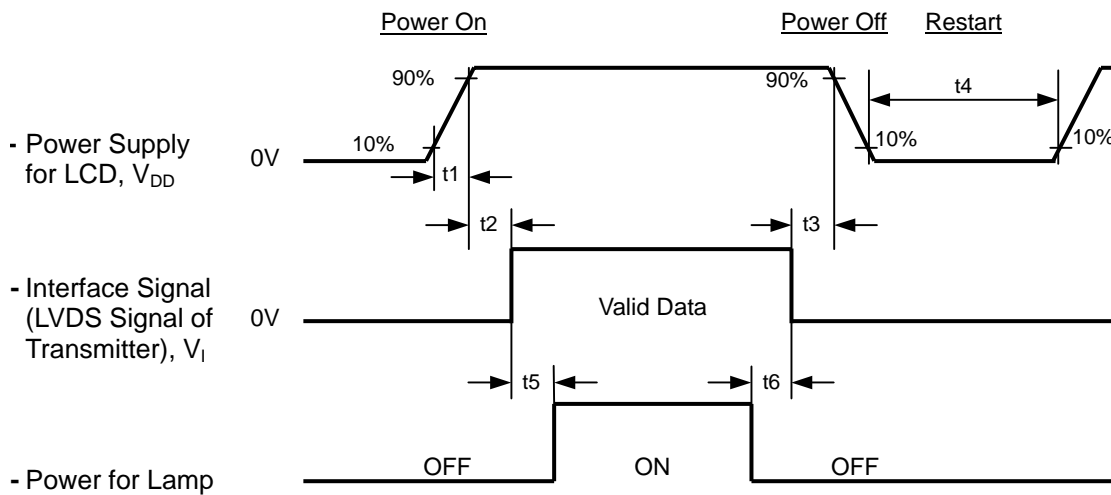 Power On
Power Off
Restart
90%
90%
t4
- Power Supply
for LCD, VDD
0V
10%
10%
10%
t1
t2
t3
- Interface Signal
(LVDS Signal of
Transmitter), VI
0V
Valid Data
t5
t6
- Power for Lamp
OFF
ON
OFF